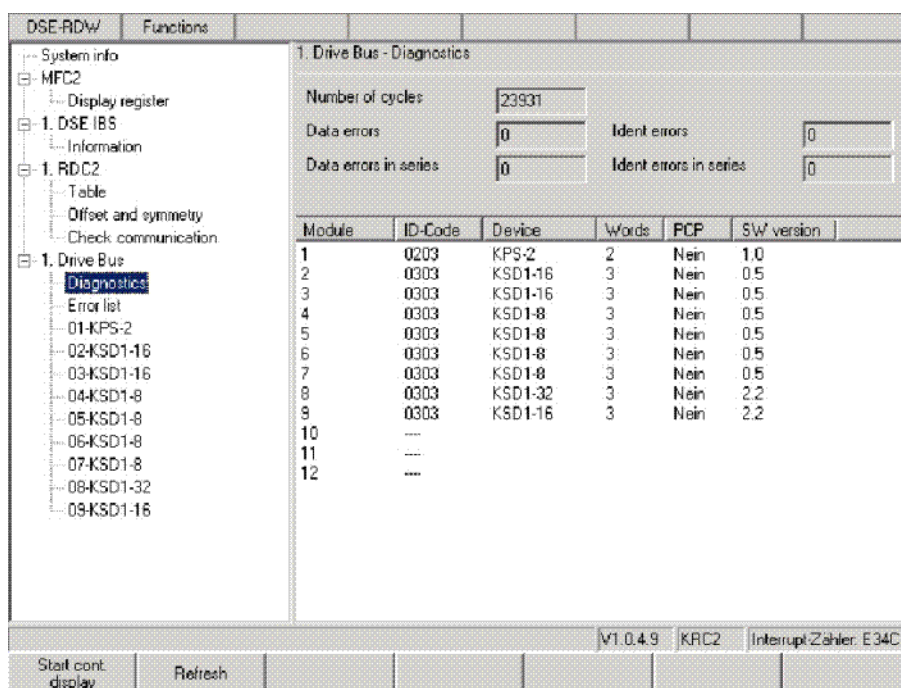 DSE-RDW Functions
System info
MFC2
Display register
1. DSE IBS
Information
1. RDC2
Table
Offset and symmetry
Check communication
1. Drive Bus
Diagnostics
Error list
01-KPS-2
02-KSD1-16
03-KSD1-16
04-KSD1-8
05-KSD1-8
06-KSD1-8
07-KSD1-8
08-KSD1-32
09-KSD1-16
1. Drive Bus - Diagnostics
Number of cycles 23931
Data errors 0 Ident errors 0
Data errors in series 0 Ident errors in series 0
Module ID-Code Device Words PCP SW version
1 0203 KPS-2 2 Nein 1.0
2 0303 KSD1-16 3 Nein 0.5
3 0303 KSD1-16 3 Nein 0.5
4 0303 KSD1-8 3 Nein 0.5
5 0303 KSD1-8 3 Nein 0.5
6 0303 KSD1-8 3 Nein 0.5
7 0303 KSD1-8 3 Nein 0.5
8 0303 KSD1-32 3 Nein 2.2
9 0303 KSD1-16 3 Nein 2.2
10 ----
11 ----
12 ----
V1.0.4.9 KRC2 Interrupt-Zähler: E34C
Start cont.
display
Refresh